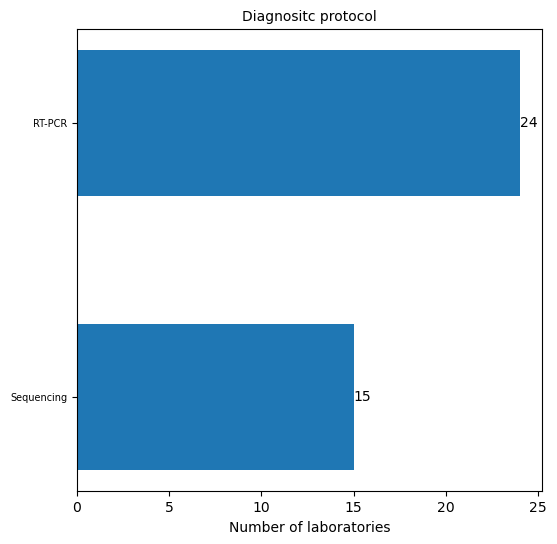 Diagnositc protocol
RT-PCR
24
Sequencing
15
0 5 10 15 20 25
Number of laboratories